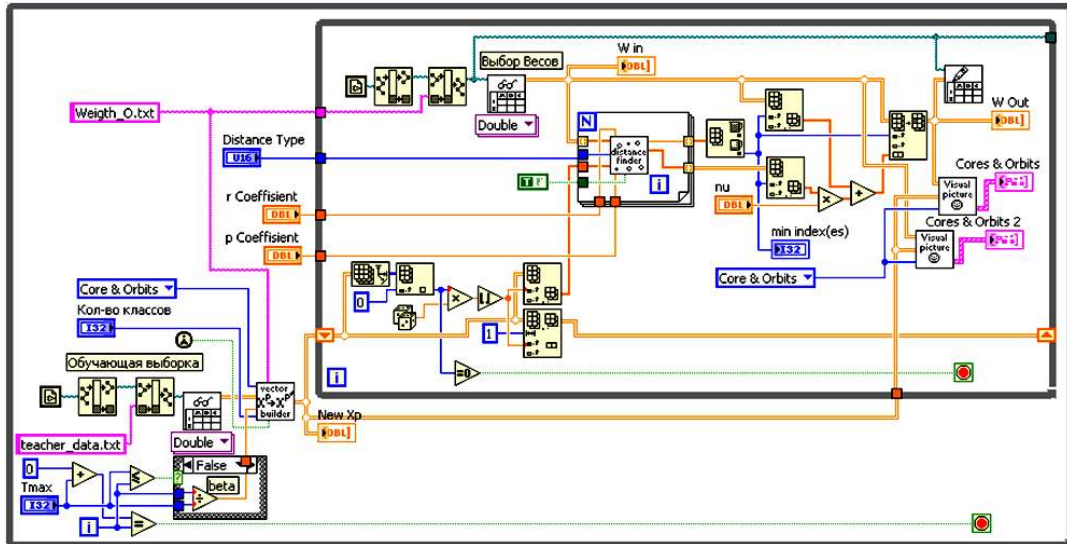 W in
DBL
Выбор Весов
Weigth_O.txt
Double
N
W Out
DBL
Distance Type
U16
distance
finder
i
T
Cores & Orbits
nu
DBL
Visual
picture
r Coeffisient
DBL
min index(es)
I32
Cores & Orbits 2
Visual
picture
p Coeffisient
DBL
Core & Orbits
Core & Orbits
0
Кол-во классов
I32
1
=0
i
Обучающая выборка
vector
builder
New Xp
DBL
teacher_data.txt
Double
False
0
Tmax
I32
beta
i